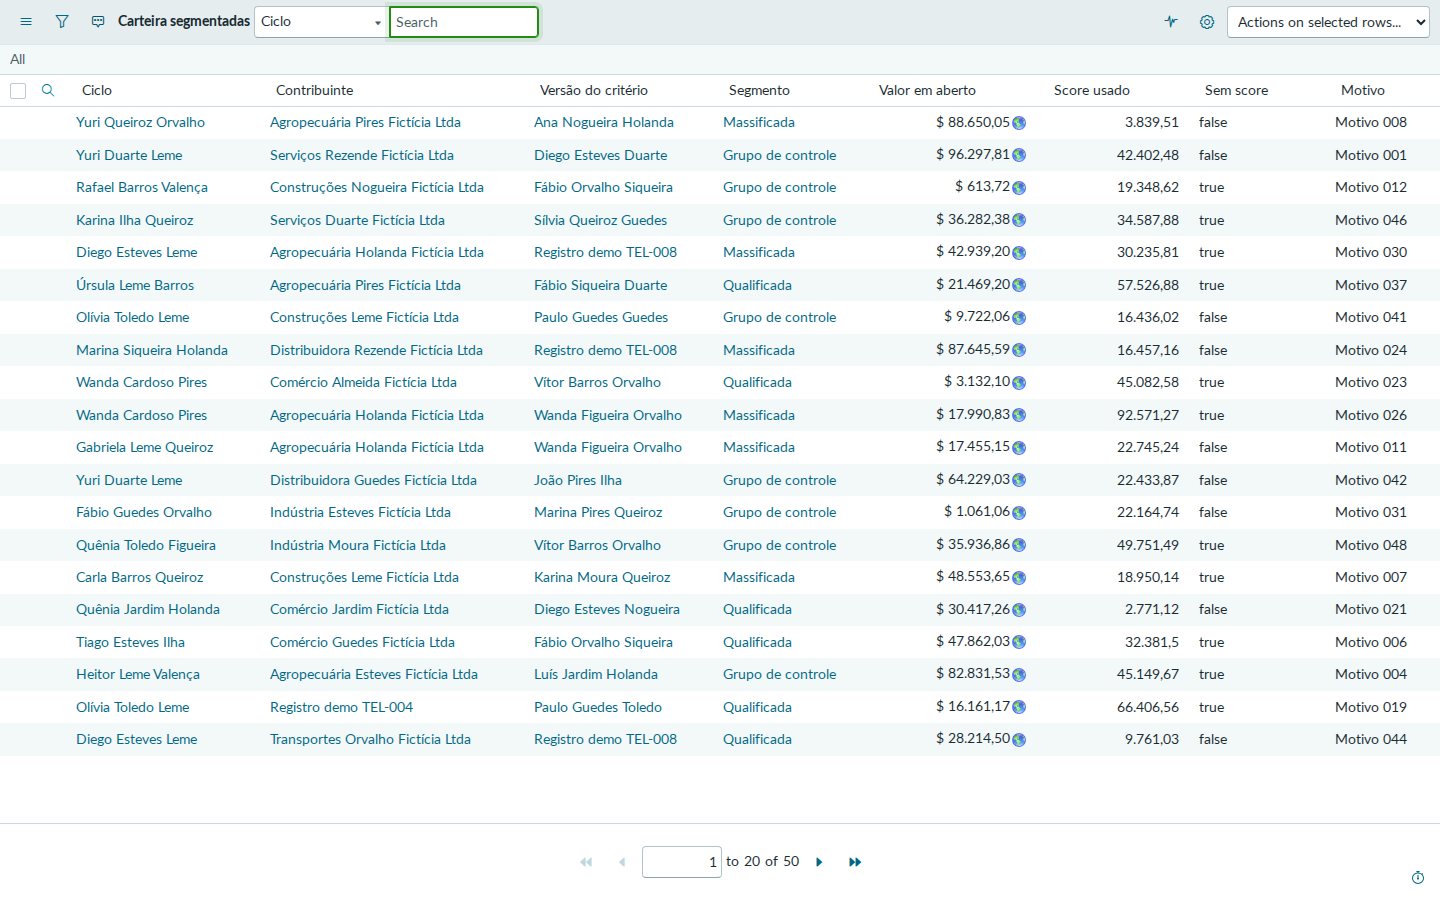 Carteira segmentadas Ciclo Search Actions on selected rows...
All
Ciclo Contribuinte Versão do critério Segmento Valor em aberto Score usado Sem score Motivo
Yuri Queiroz Orvalho Agropecuária Pires Fictícia Ltda Ana Nogueira Holanda Massificada $ 88.650,05 3.839,51 false Motivo 008
Yuri Duarte Leme Serviços Rezende Fictícia Ltda Diego Esteves Duarte Grupo de controle $ 96.297,81 42.402,48 false Motivo 001
Rafael Barros Valença Construções Nogueira Fictícia Ltda Fábio Orvalho Siqueira Grupo de controle $ 613,72 19.348,62 true Motivo 012
Karina Ilha Queiroz Serviços Duarte Fictícia Ltda Sílvia Queiroz Guedes Grupo de controle $ 36.282,38 34.587,88 true Motivo 046
Diego Esteves Leme Agropecuária Holanda Fictícia Ltda Registro demo TEL-008 Massificada $ 42.939,20 30.235,81 true Motivo 030
Úrsula Leme Barros Agropecuária Pires Fictícia Ltda Fábio Siqueira Duarte Qualificada $ 21.469,20 57.526,88 true Motivo 037
Olívia Toledo Leme Construções Leme Fictícia Ltda Paulo Guedes Guedes Grupo de controle $ 9.722,06 16.436,02 false Motivo 041
Marina Siqueira Holanda Distribuidora Rezende Fictícia Ltda Registro demo TEL-008 Massificada $ 87.645,59 16.457,16 false Motivo 024
Wanda Cardoso Pires Comércio Almeida Fictícia Ltda Vítor Barros Orvalho Qualificada $ 3.132,10 45.082,58 true Motivo 023
Wanda Cardoso Pires Agropecuária Holanda Fictícia Ltda Wanda Figueira Orvalho Massificada $ 17.990,83 92.571,27 true Motivo 026
Gabriela Leme Queiroz Agropecuária Holanda Fictícia Ltda Wanda Figueira Orvalho Massificada $ 17.455,15 22.745,24 false Motivo 011
Yuri Duarte Leme Distribuidora Guedes Fictícia Ltda João Pires Ilha Grupo de controle $ 64.229,03 22.433,87 false Motivo 042
Fábio Guedes Orvalho Indústria Esteves Fictícia Ltda Marina Pires Queiroz Grupo de controle $ 1.061,06 22.164,74 false Motivo 031
Quênia Toledo Figueira Indústria Moura Fictícia Ltda Vítor Barros Orvalho Grupo de controle $ 35.936,86 49.751,49 true Motivo 048
Carla Barros Queiroz Construções Leme Fictícia Ltda Karina Moura Queiroz Massificada $ 48.553,65 18.950,14 true Motivo 007
Quênia Jardim Holanda Comércio Jardim Fictícia Ltda Diego Esteves Nogueira Qualificada $ 30.417,26 2.771,12 false Motivo 021
Tiago Esteves Ilha Comércio Guedes Fictícia Ltda Fábio Orvalho Siqueira Qualificada $ 47.862,03 32.381,5 true Motivo 006
Heitor Leme Valença Agropecuária Esteves Fictícia Ltda Luís Jardim Holanda Grupo de controle $ 82.831,53 45.149,67 true Motivo 004
Olívia Toledo Leme Registro demo TEL-004 Paulo Guedes Toledo Qualificada $ 16.161,17 66.406,56 true Motivo 019
Diego Esteves Leme Transportes Orvalho Fictícia Ltda Registro demo TEL-008 Qualificada $ 28.214,50 9.761,03 false Motivo 044
1 to 20 of 50